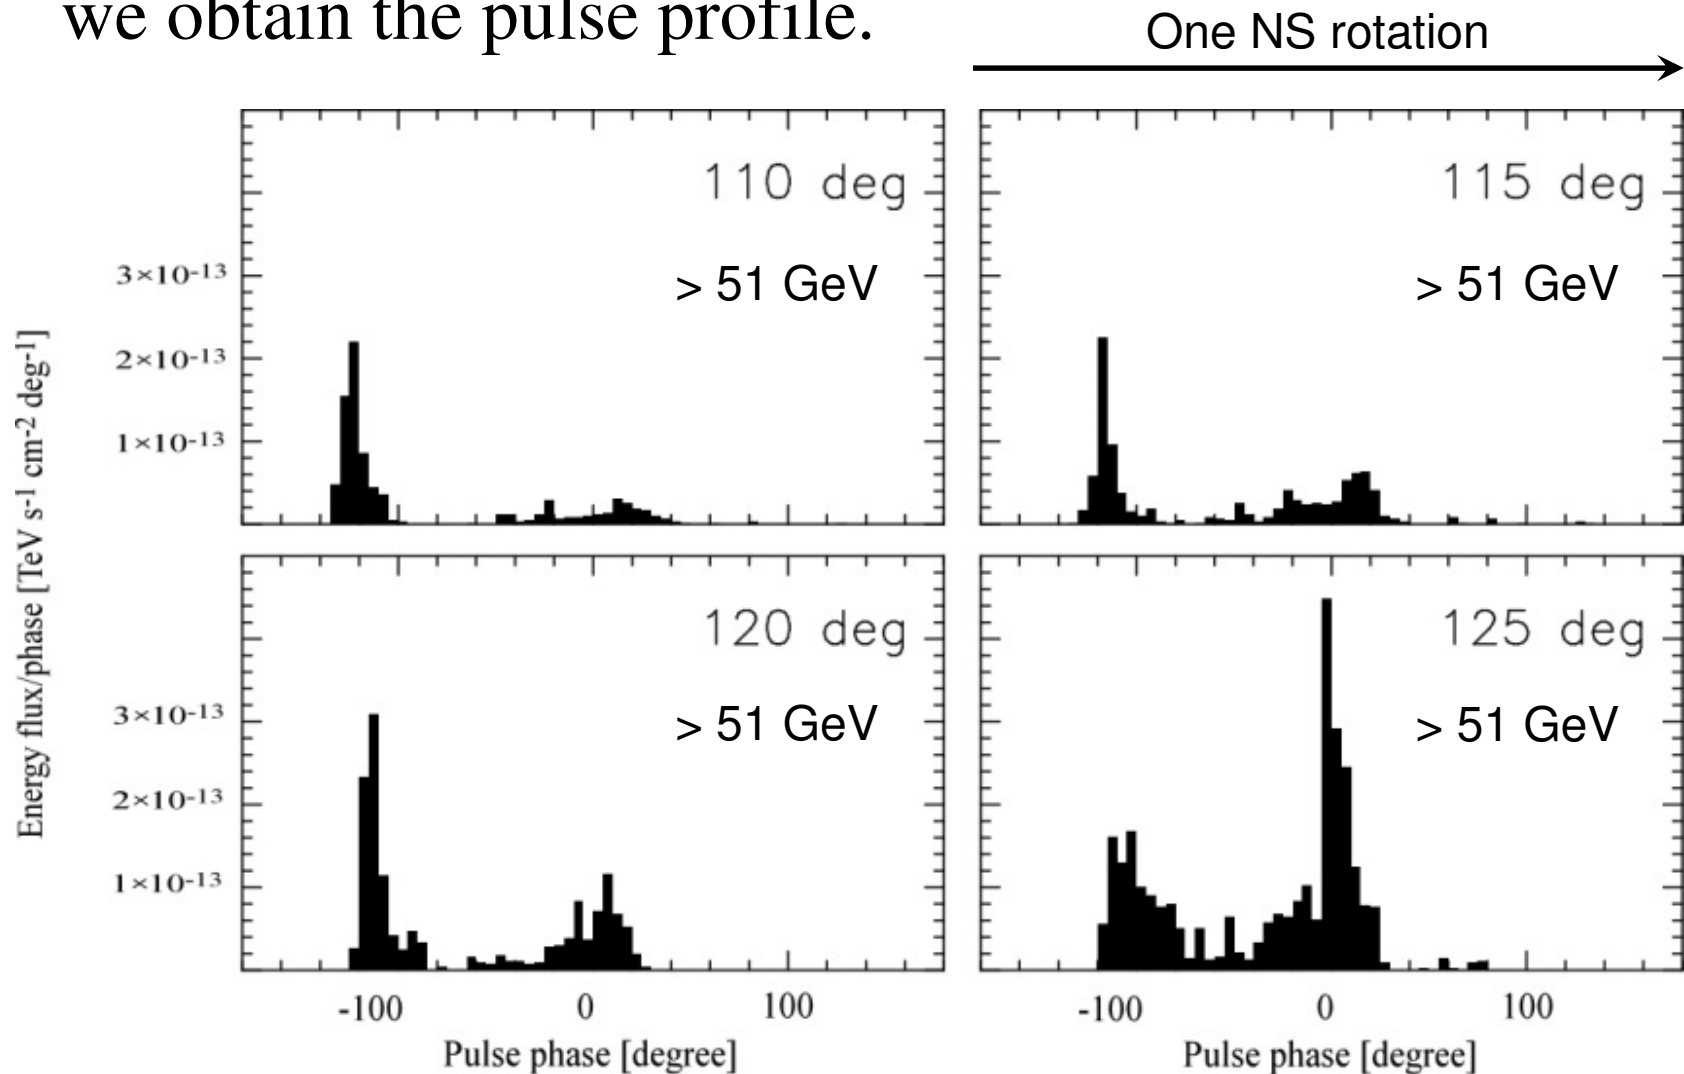 we obtain the pulse profile.
One NS rotation
110 deg
> 51 GeV
115 deg
> 51 GeV
3×10-13
2×10-13
1×10-13
120 deg
> 51 GeV
125 deg
> 51 GeV
3×10-13
2×10-13
1×10-13
Energy flux/phase [TeV s-1 cm-2 deg-1]
-100 0 100
-100 0 100
Pulse phase [degree]
Pulse phase [degree]